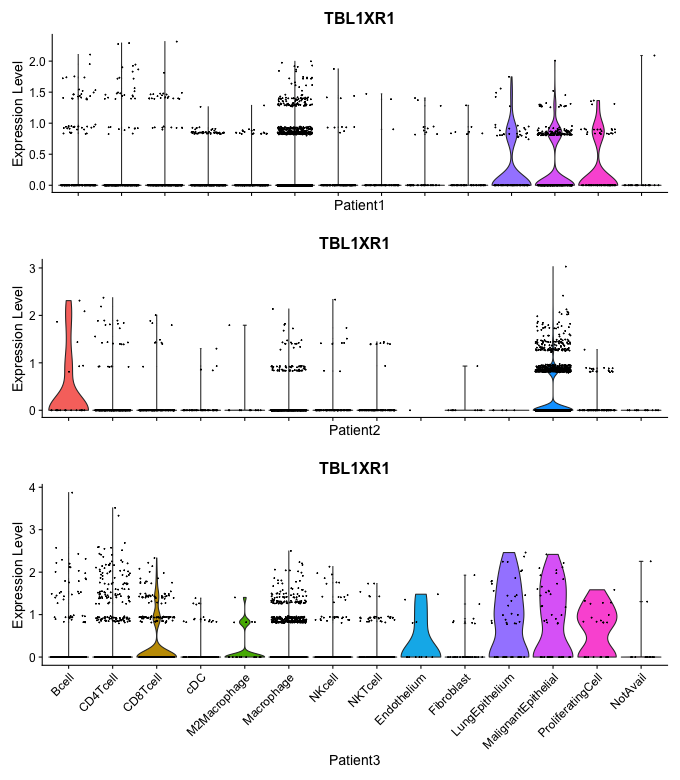 TBL1XR1
Expression Level
2.0
1.5
1.0
0.5
0.0
Patient1
TBL1XR1
Expression Level
3
2
1
0
Patient2
TBL1XR1
Expression Level
4
3
2
1
0
Bcell
CD4Tcell
CD8Tcell
cDC
M2Macrophage
Macrophage
NKcell
NKTcell
Endothelium
Fibroblast
LungEpithelium
MalignantEpithelial
ProliferatingCell
NotAvail
Patient3